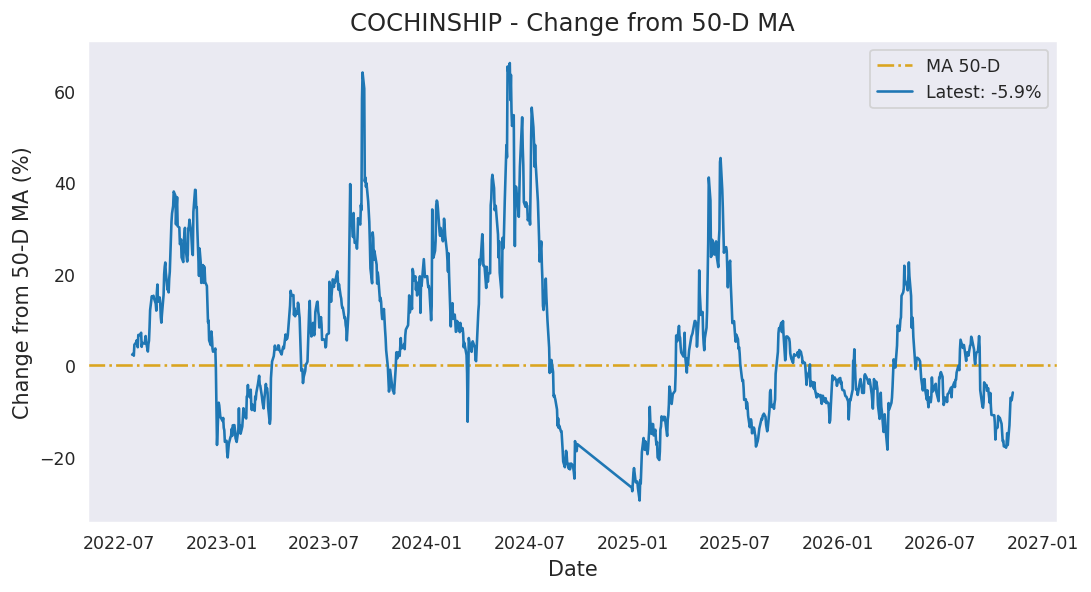 COCHINSHIP - Change from 50-D MA
MA 50-D
Latest: -5.9%
Change from 50-D MA (%)
60
40
20
0
−20
2022-07 2023-01 2023-07 2024-01 2024-07 2025-01 2025-07 2026-01 2026-07 2027-01
Date